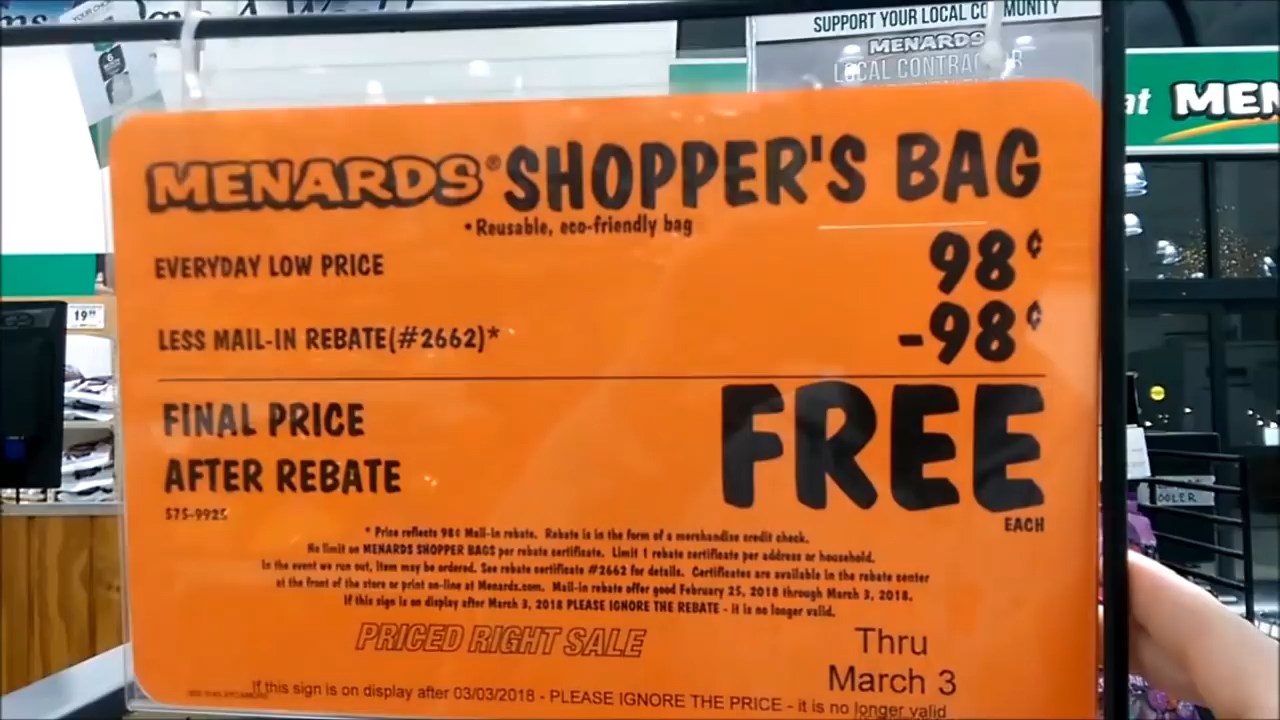 SUPPORT YOUR LOCAL COMMUNITY
MENARDS
LOCAL CONTRACTOR
at MEN
MENARDS® SHOPPER'S BAG
• Reusable, eco-friendly bag
EVERYDAY LOW PRICE 98¢
LESS MAIL-IN REBATE(#2662)* -98¢
FINAL PRICE
AFTER REBATE
FREE
575-9925
EACH
* Price reflects 98¢ Mail-in rebate. Rebate is in the form of a merchandise credit check.
No limit on MENARDS SHOPPER BAGS per rebate certificate. Limit 1 rebate certificate per address or household.
In the event we run out, item may be ordered. See rebate certificate #2662 for details. Certificates are available in the rebate center
at the front of the store or print on-line at Menards.com. Mail-in rebate offer good February 25, 2018 through March 3, 2018.
If this sign is on display after March 3, 2018 PLEASE IGNORE THE REBATE - it is no longer valid.
PRICED RIGHT SALE
Thru
March 3
If this sign is on display after 03/03/2018 - PLEASE IGNORE THE PRICE - it is no longer valid
19
OOLER